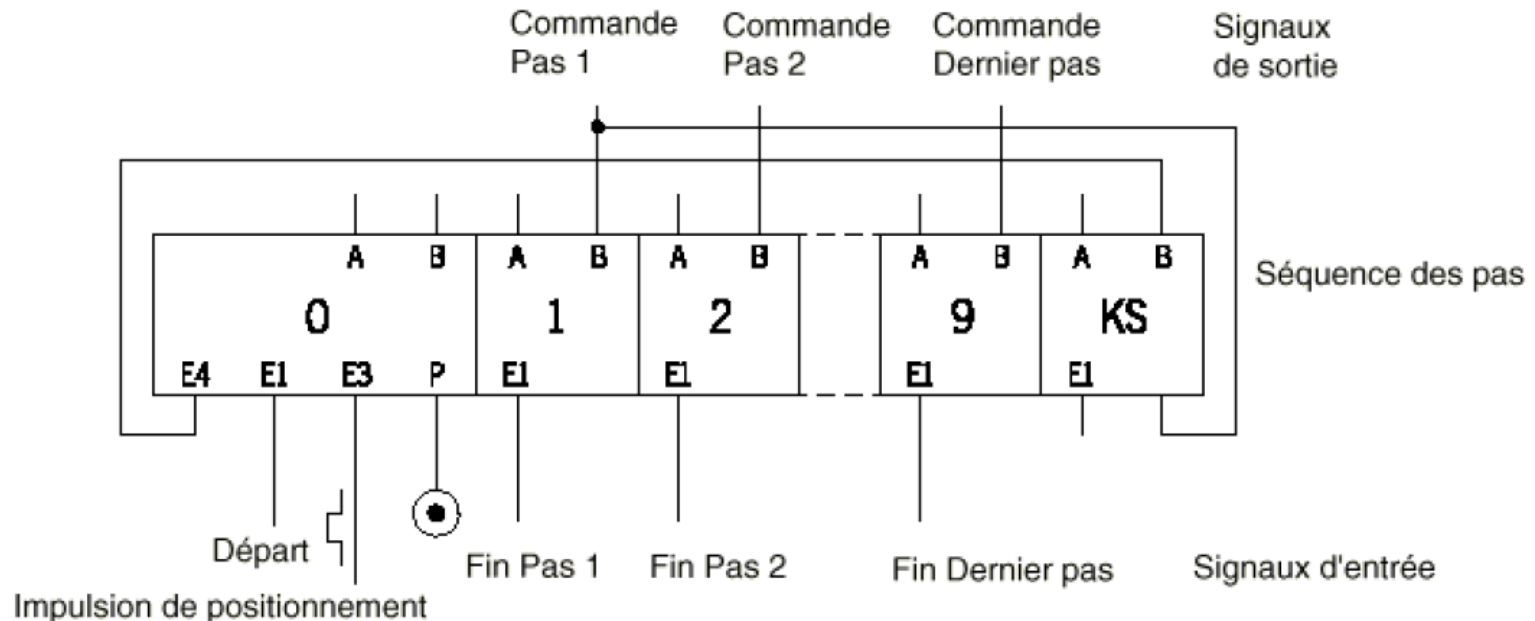 Commande
Pas 1
Commande
Pas 2
Commande
Dernier pas
Signaux
de sortie
A B A B A B A B A B
Séquence des pas
0 1 2 9 KS
E4 E1 E3 P E1 E1 E1 E1
Départ
Fin Pas 1
Fin Pas 2
Fin Dernier pas
Signaux d'entrée
Impulsion de positionnement